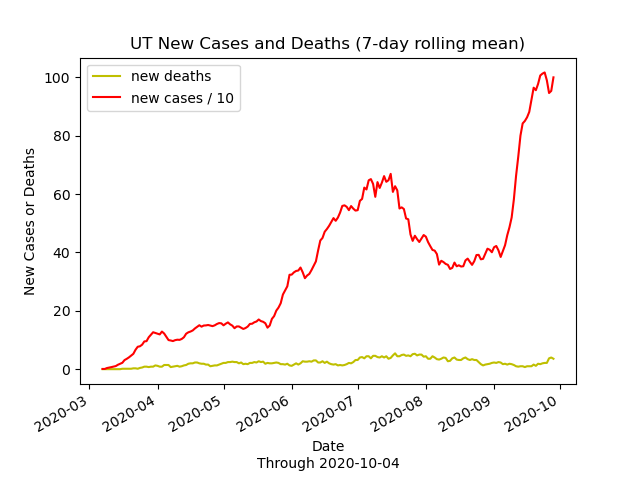 UT New Cases and Deaths (7-day rolling mean)
new deaths
new cases / 10
100
80
60
40
20
0
New Cases or Deaths
2020-03
2020-04
2020-05
2020-06
2020-07
2020-08
2020-09
2020-10
Date
Through 2020-10-04